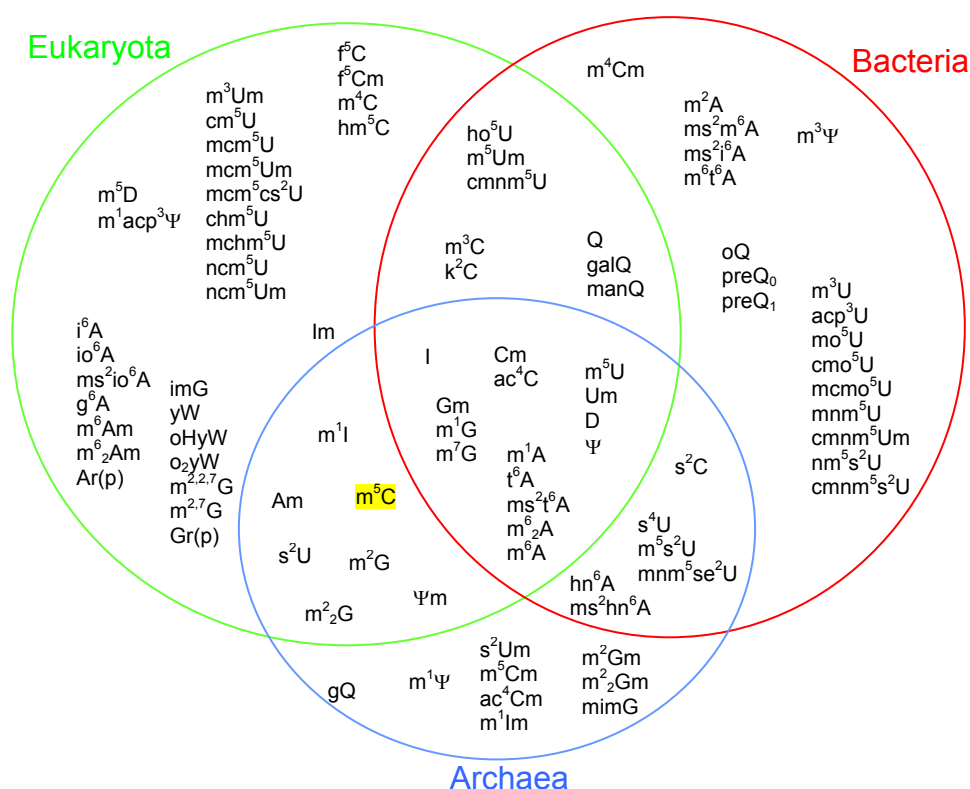 Eukaryota
Bacteria
f⁵C
f⁵Cm
m⁴C
hm⁵C
m⁴Cm
m³Um
cm⁵U
mcm⁵U
mcm⁵Um
mcm⁵cs²U
chm⁵U
mchm⁵U
ncm⁵U
ncm⁵Um
m²A
ms²m⁶A
ms²i⁶A
m⁶t⁶A
m³Ψ
ho⁵U
m⁵Um
cmnm⁵U
m⁵D
m¹acp³Ψ
m³C
k²C
Q
galQ
manQ
oQ
preQ₀
preQ₁
m³U
acp³U
mo⁵U
cmo⁵U
mcmo⁵U
mnm⁵U
cmnm⁵Um
nm⁵s²U
cmnm⁵s²U
i⁶A
io⁶A
ms²io⁶A
g⁶A
m⁶Am
m⁶₂Am
Ar(p)
Im
imG
yW
oHyW
o₂yW
m²,²,⁷G
m²,⁷G
Gr(p)
I
Cm
ac⁴C
m⁵U
Um
D
Ψ
Gm
m¹G
m⁷G
m¹I
m¹A
t⁶A
ms²t⁶A
m⁶₂A
m⁶A
s²C
Am
m⁵C
s⁴U
m⁵s²U
mnm⁵se²U
s²U
m²G
hn⁶A
ms²hn⁶A
Ψm
m²₂G
s²Um
m⁵Cm
ac⁴Cm
m¹Im
m²Gm
m²₂Gm
mimG
m¹Ψ
gQ
Archaea